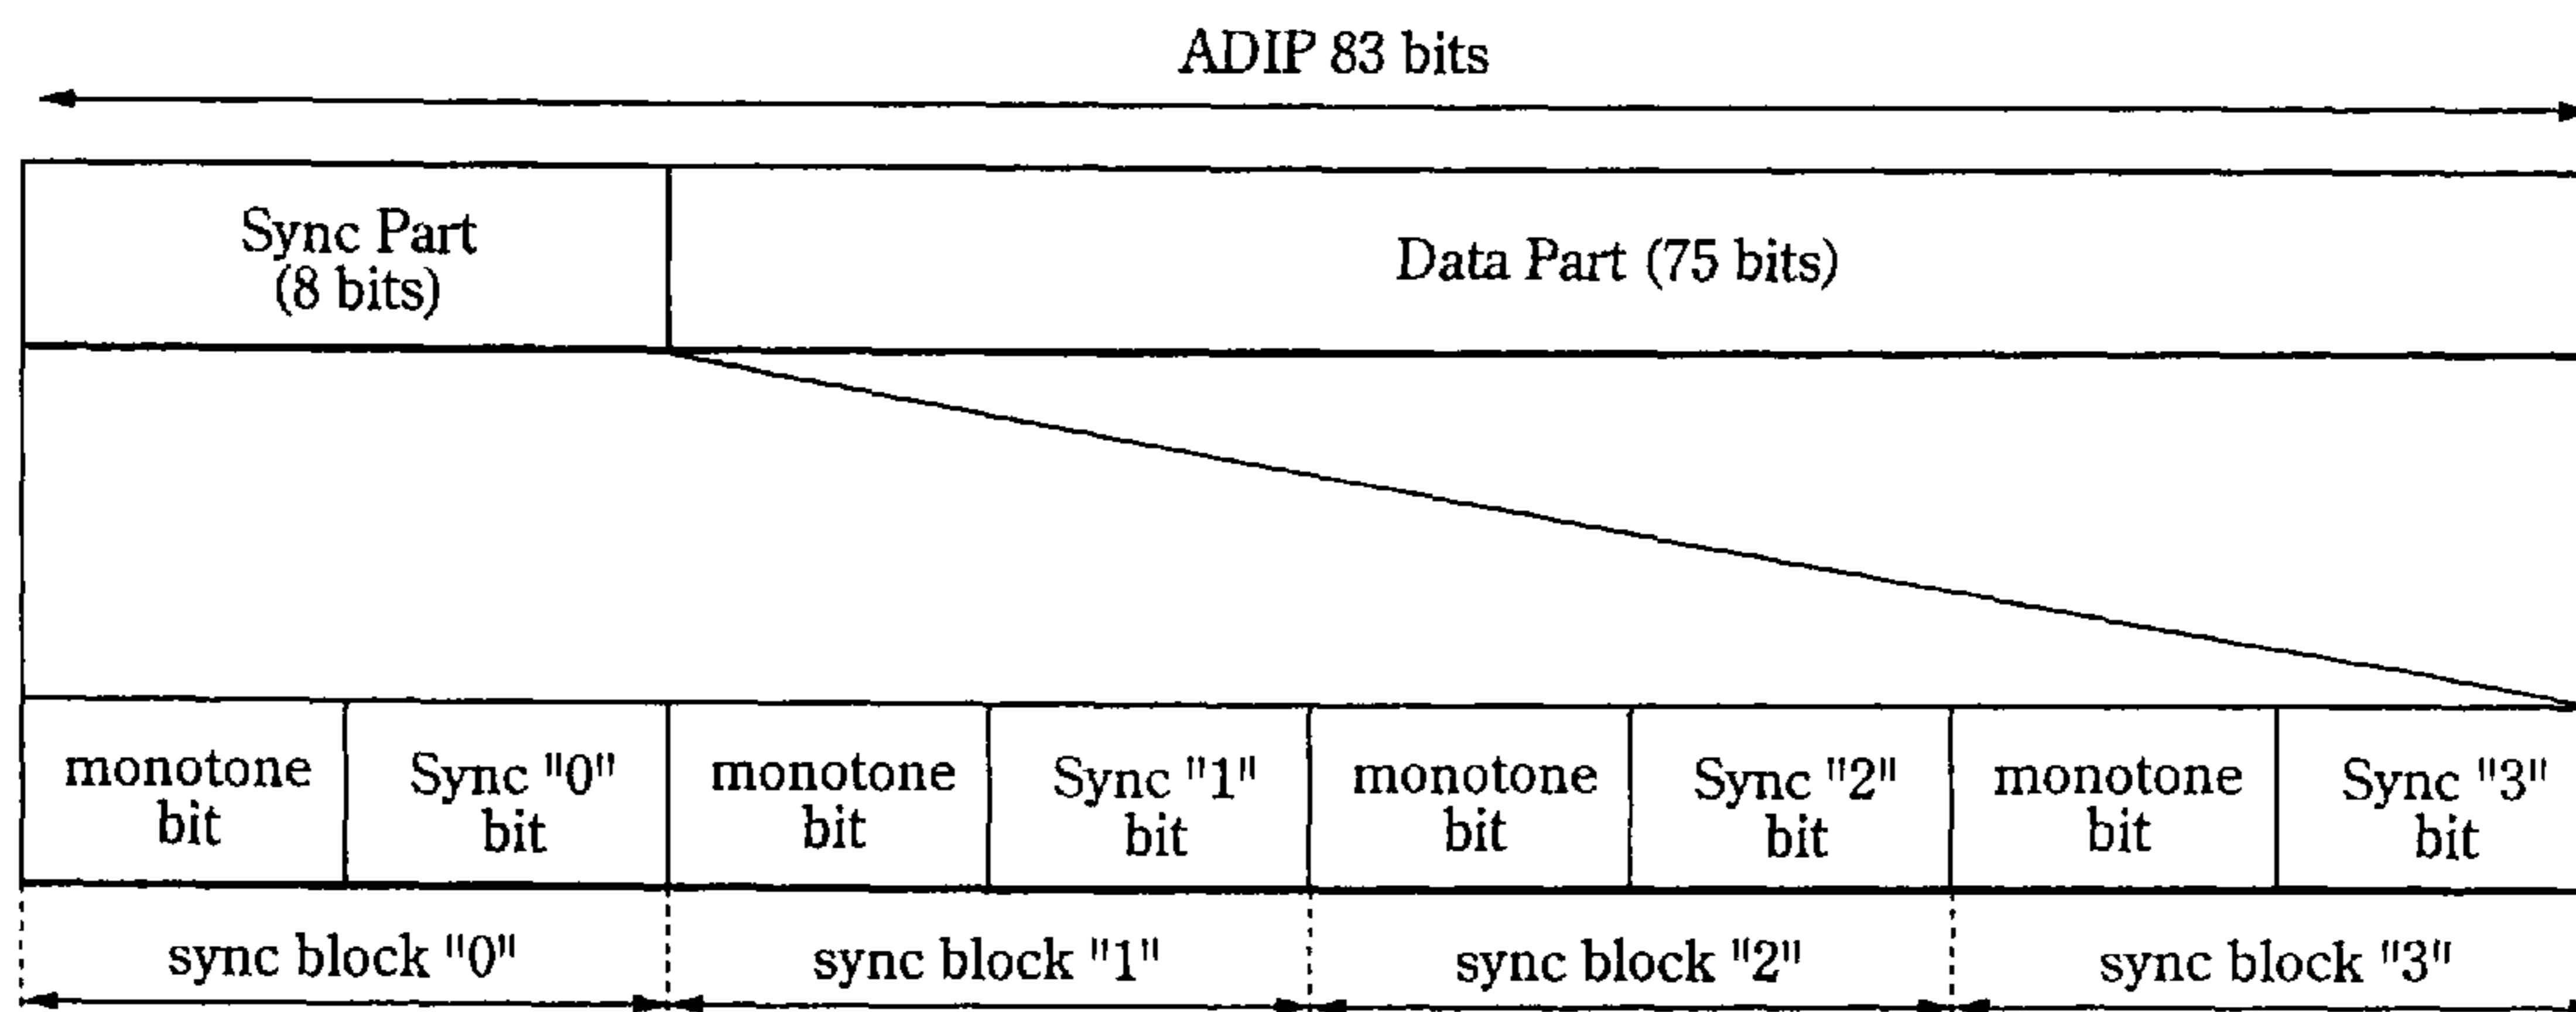 ADIP 83 bits
Sync Part
(8 bits)
Data Part (75 bits)
monotone
bit
Sync "0"
bit
monotone
bit
Sync "1"
bit
monotone
bit
Sync "2"
bit
monotone
bit
Sync "3"
bit
sync block "0"
sync block "1"
sync block "2"
sync block "3"